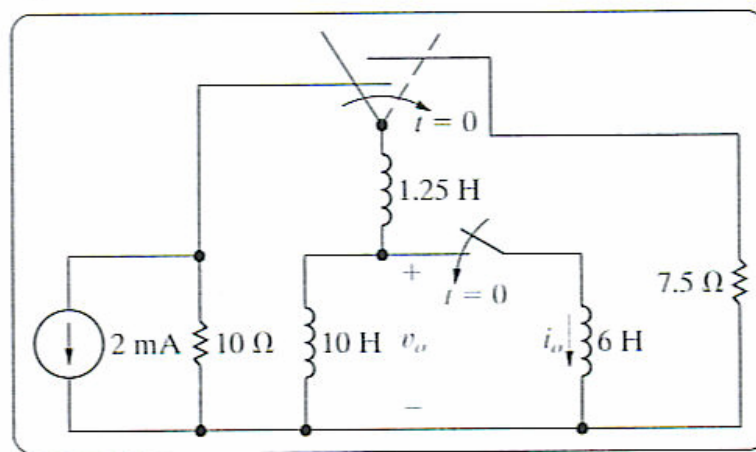 t = 0
1.25 H
+
t = 0
7.5 Ω
2 mA
10 Ω
10 H
vₒ
iₒ
6 H
−